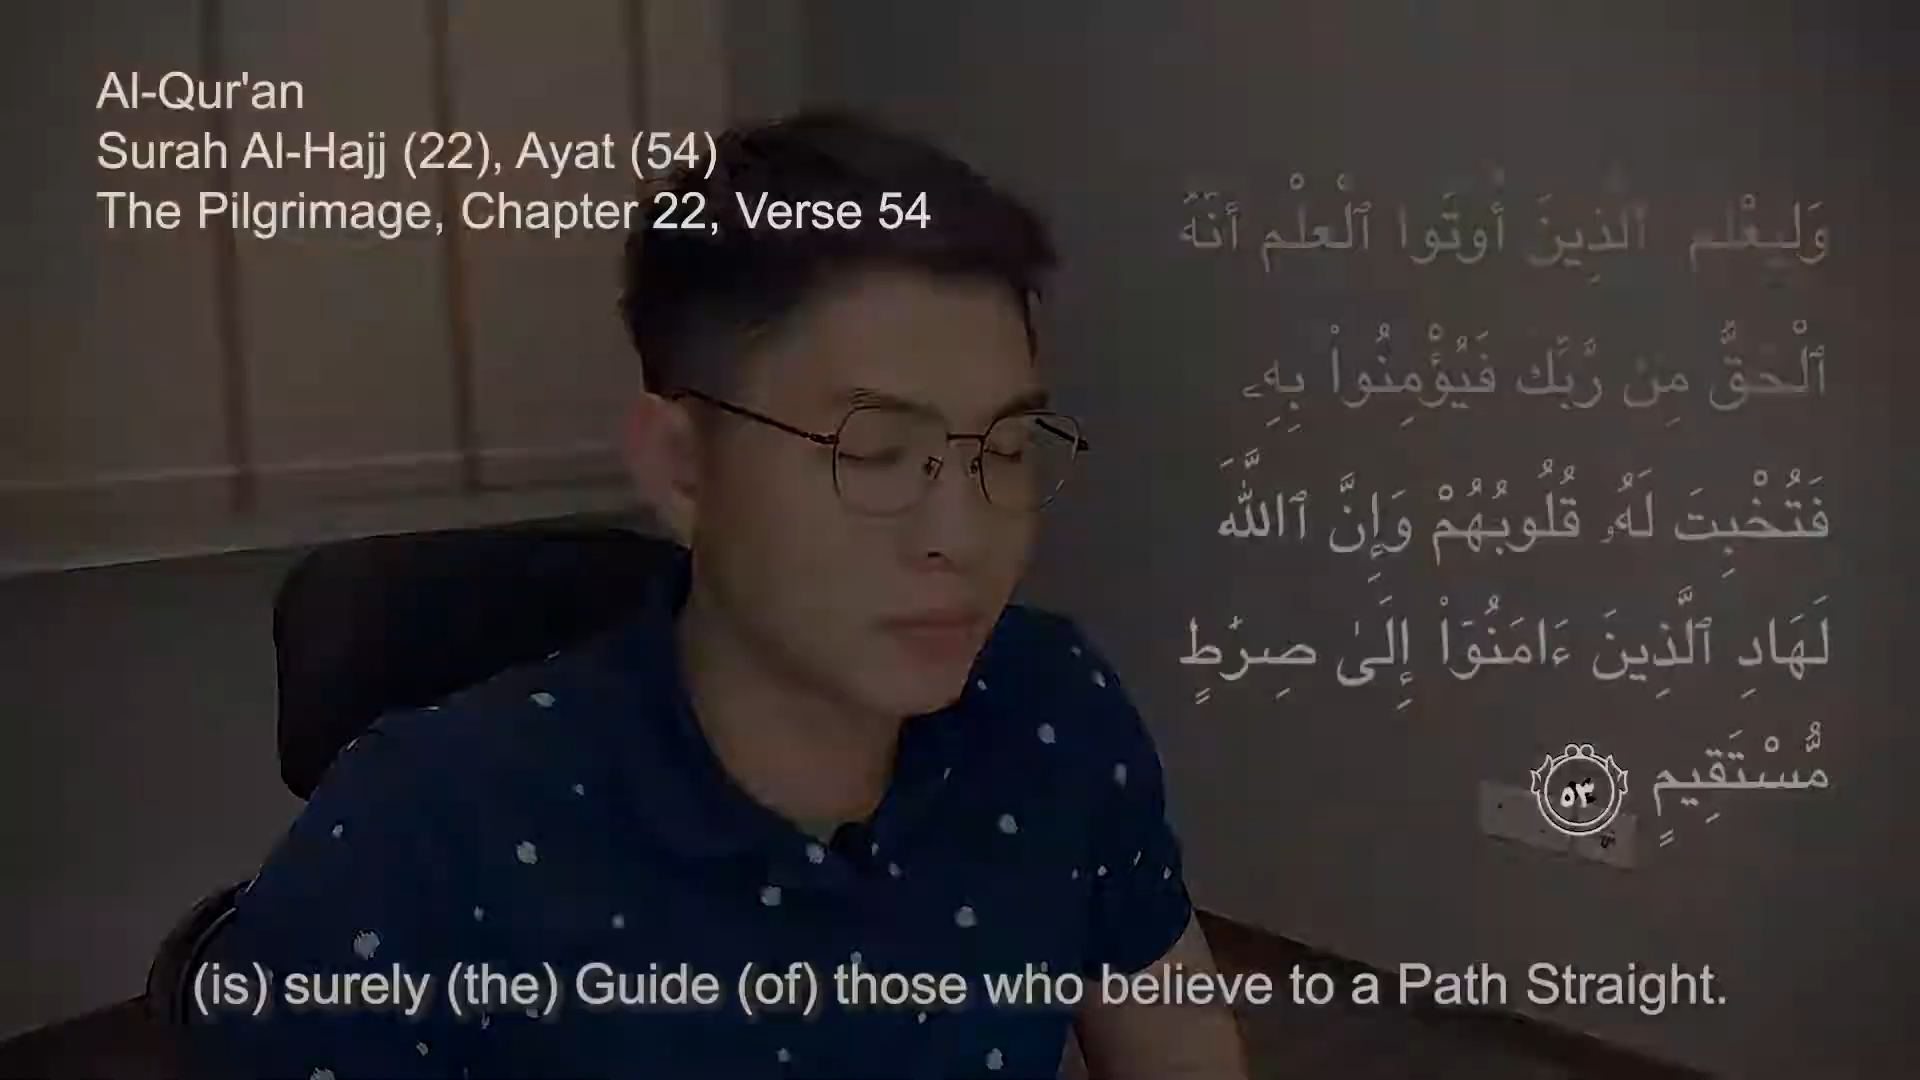 Al-Qur'an
Surah Al-Hajj (22), Ayat (54)
The Pilgrimage, Chapter 22, Verse 54
وَلِيَعْلَمَ ٱلَّذِينَ أُوتُوا ٱلْعِلْمَ أَنَّهُ
ٱلْحَقُّ مِن رَّبِّكَ فَيُؤْمِنُوا۟ بِهِۦ
فَتُخْبِتَ لَهُۥ قُلُوبُهُمْ وَإِنَّ ٱللَّهَ
لَهَادِ ٱلَّذِينَ ءَامَنُوٓا۟ إِلَىٰ صِرَٰطٍ
مُّسْتَقِيمٍ ٥٣
(is) surely (the) Guide (of) those who believe to a Path Straight.